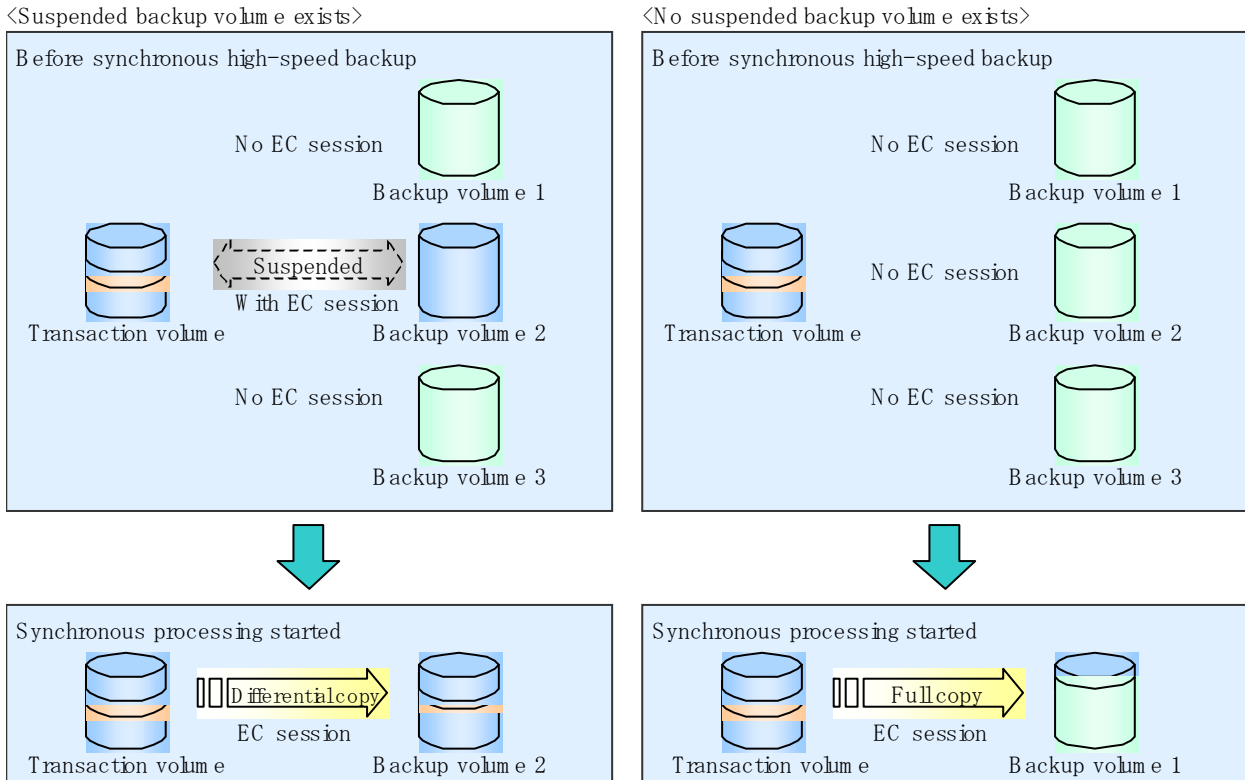 <Suspended backup volume exists>
Before synchronous high-speed backup
No EC session
Backup volume 1
Suspended
With EC session
Transaction volume
Backup volume 2
No EC session
Backup volume 3
Synchronous processing started
Differential copy
EC session
Transaction volume
Backup volume 2
<No suspended backup volume exists>
Before synchronous high-speed backup
No EC session
Backup volume 1
No EC session
Transaction volume
Backup volume 2
No EC session
Backup volume 3
Synchronous processing started
Full copy
EC session
Transaction volume
Backup volume 1